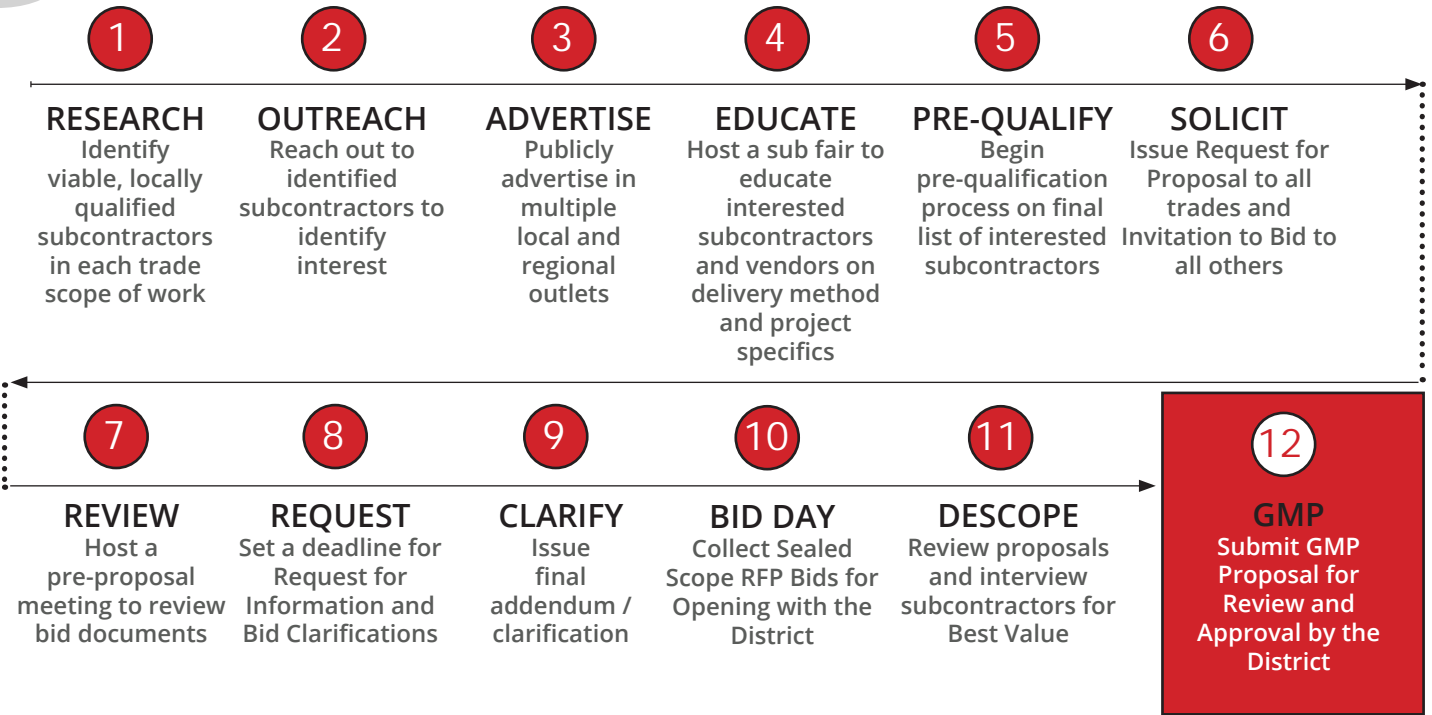 1
RESEARCH
Identify
viable, locally
qualified
subcontractors
in each trade
scope of work
2
OUTREACH
Reach out to
identified
subcontractors to
identify
interest
3
ADVERTISE
Publicly
advertise in
multiple
local and
regional
outlets
4
EDUCATE
Host a sub fair to
educate
interested
subcontractors
and vendors on
delivery method
and project
specifics
5
PRE-QUALIFY
Begin
pre-qualification
process on final
list of interested
subcontractors
6
SOLICIT
Issue Request for
Proposal to all
trades and
Invitation to Bid to
all others
7
REVIEW
Host a
pre-proposal
meeting to review
bid documents
8
REQUEST
Set a deadline for
Request for
Information and
Bid Clarifications
9
CLARIFY
Issue
final
addendum /
clarification
10
BID DAY
Collect Sealed
Scope RFP Bids for
Opening with the
District
11
DESCOPE
Review proposals
and interview
subcontractors for
Best Value
12
GMP
Submit GMP
Proposal for
Review and
Approval by the
District